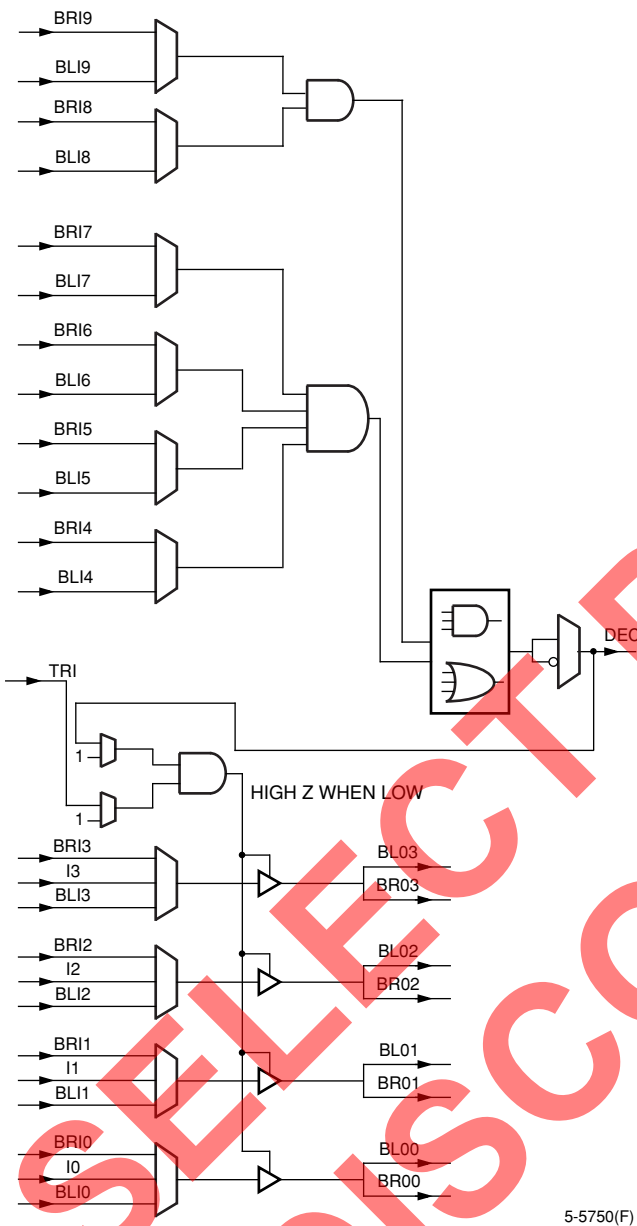 BRI9
BLI9
BRI8
BLI8
BRI7
BLI7
BRI6
BLI6
BRI5
BLI5
BRI4
BLI4
DEC
TRI
1
1
HIGH Z WHEN LOW
BRI3
I3
BLI3
BL03
BR03
BRI2
I2
BLI2
BL02
BR02
BRI1
I1
BLI1
BL01
BR01
BRI0
I0
BLI0
BL00
BR00
5-5750(F)
SELECT
DISCO